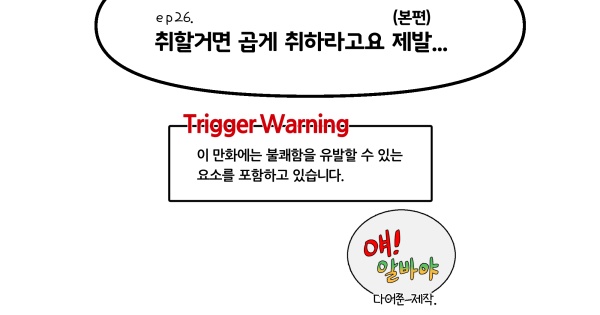 ep26. (본편)
취할거면 곱게 취하라고요 제발...
Trigger Warning
이 만화에는 불쾌함을 유발할 수 있는
요소를 포함하고 있습니다.
얘!
알바야
다어쭌-제작.